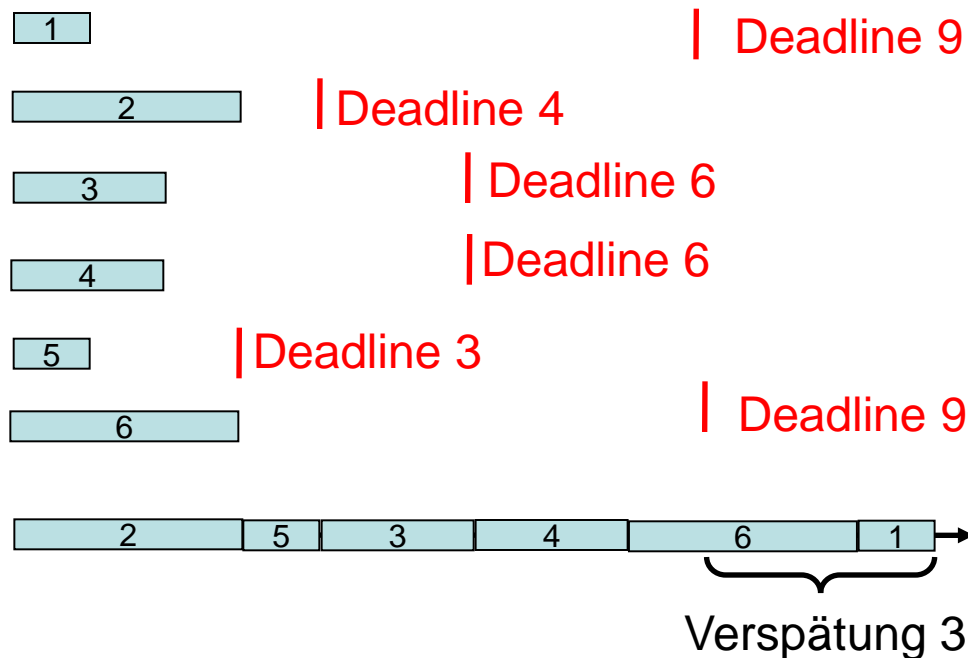 1
Deadline 9
2
Deadline 4
3
Deadline 6
4
Deadline 6
5
Deadline 3
6
Deadline 9
2 5 3 4 6 1
Verspätung 3